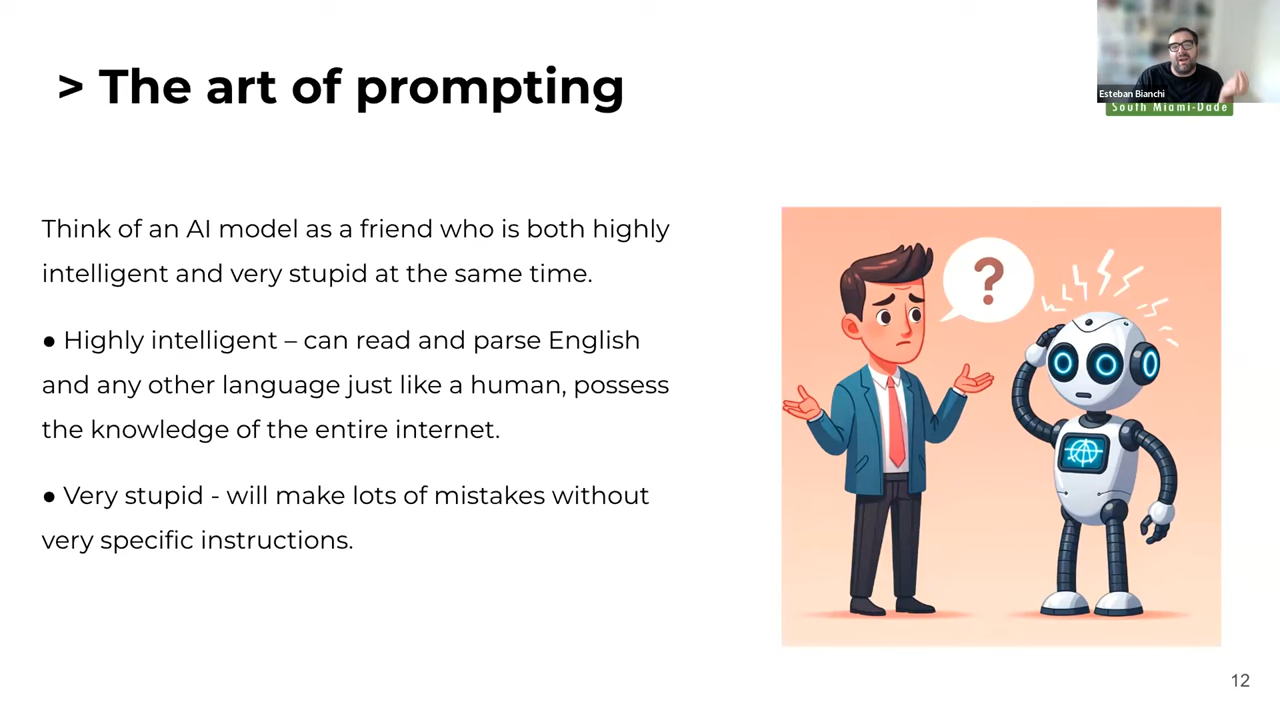 > The art of prompting
Esteban Bianchi
South Miami-Dade
Think of an AI model as a friend who is both highly
intelligent and very stupid at the same time.
● Highly intelligent – can read and parse English
and any other language just like a human, possess
the knowledge of the entire internet.
● Very stupid - will make lots of mistakes without
very specific instructions.
?
12